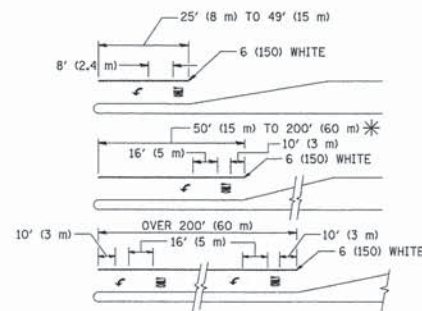 25' (8 m) TO 49' (15 m)
6 (150) WHITE
8' (2.4 m)
50' (15 m) TO 200' (60 m) ✳
16' (5 m)
10' (3 m)
6 (150) WHITE
OVER 200' (60 m)
10' (3 m)
16' (5 m)
10' (3 m)
6 (150) WHITE